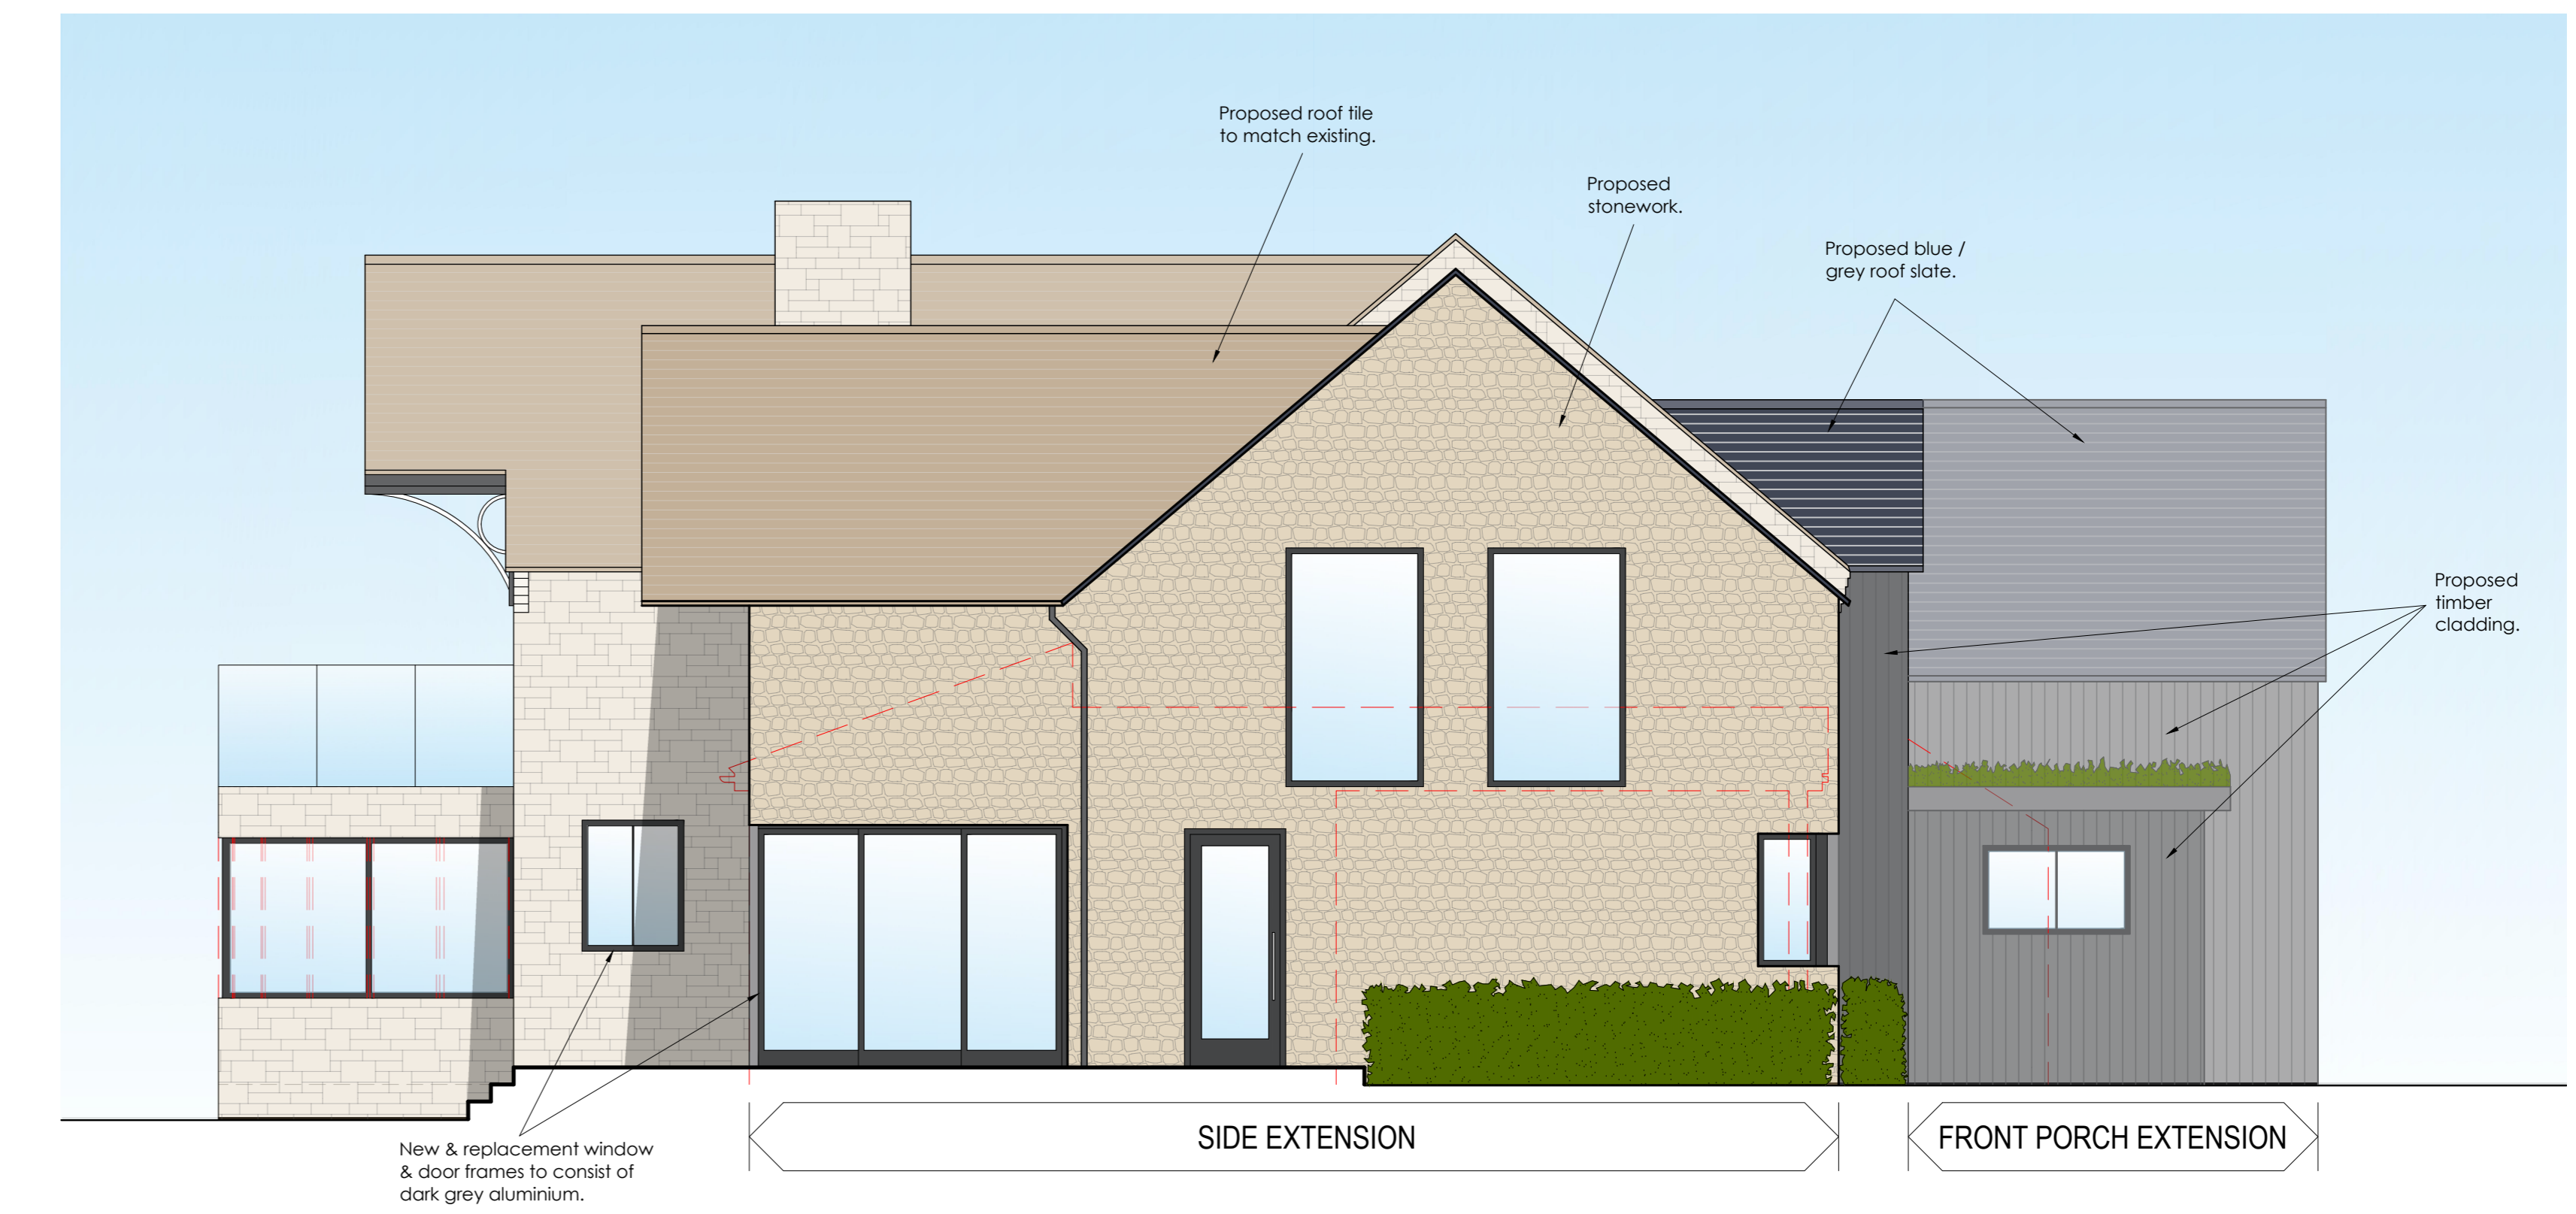 Proposed roof tile
to match existing.
Proposed
stonework.
Proposed blue /
grey roof slate.
Proposed
timber
cladding.
New & replacement window
& door frames to consist of
dark grey aluminium.
SIDE EXTENSION
FRONT PORCH EXTENSION